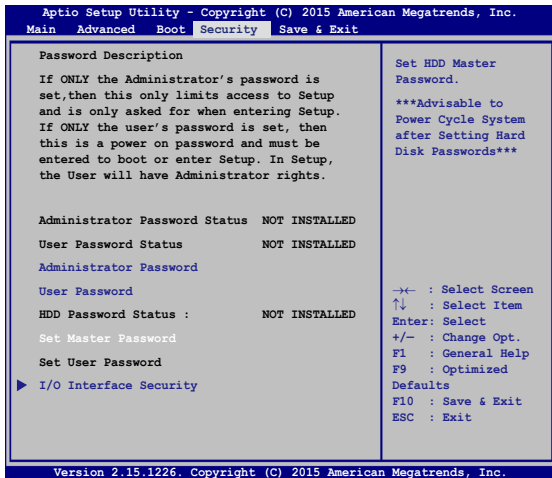 Aptio Setup Utility - Copyright (C) 2015 American Megatrends, Inc.
Main Advanced Boot Security Save & Exit
Password Description
If ONLY the Administrator's password is
set,then this only limits access to Setup
and is only asked for when entering Setup.
If ONLY the user's password is set, then
this is a power on password and must be
entered to boot or enter Setup. In Setup,
the User will have Administrator rights.
Administrator Password Status NOT INSTALLED
User Password Status NOT INSTALLED
Administrator Password
User Password
HDD Password Status : NOT INSTALLED
Set Master Password
Set User Password
I/O Interface Security
Set HDD Master
Password.
***Advisable to
Power Cycle System
after Setting Hard
Disk Passwords***
→← : Select Screen
↑↓ : Select Item
Enter: Select
+/— : Change Opt.
F1 : General Help
F9 : Optimized
Defaults
F10 : Save & Exit
ESC : Exit
Version 2.15.1226. Copyright (C) 2015 American Megatrends, Inc.